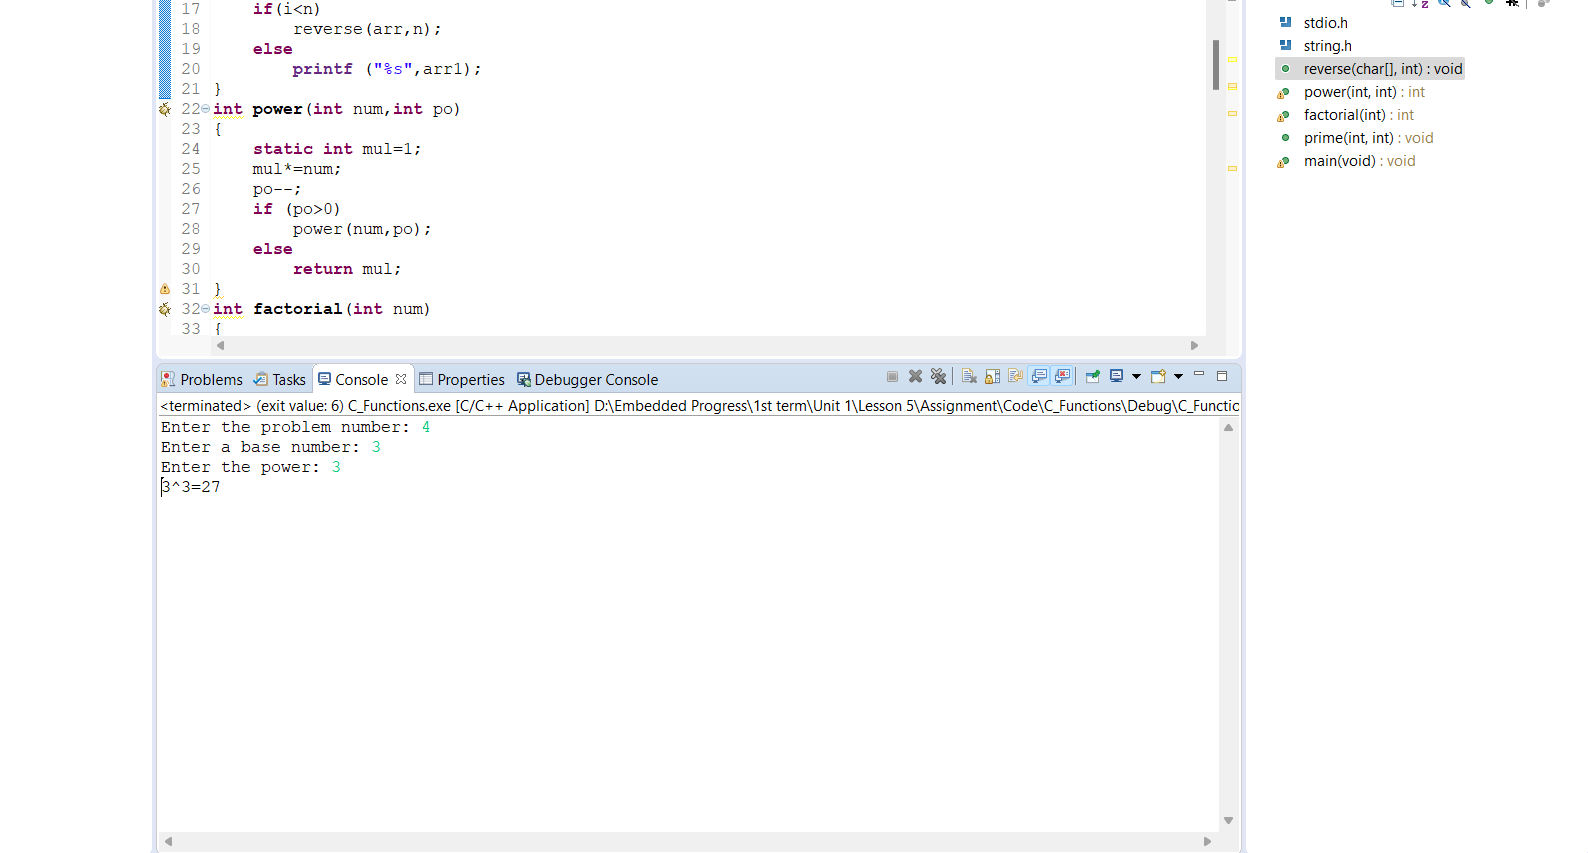 17     if(i<n)
18         reverse(arr,n);
19     else
20         printf ("%s",arr1);
21 }
22 int power(int num,int po)
23 {
24     static int mul=1;
25     mul*=num;
26     po--;
27     if (po>0)
28         power(num,po);
29     else
30         return mul;
31 }
32 int factorial(int num)
33 {
stdio.h
string.h
reverse(char[], int) : void
power(int, int) : int
factorial(int) : int
prime(int, int) : void
main(void) : void
Problems Tasks Console Properties Debugger Console
<terminated> (exit value: 6) C_Functions.exe [C/C++ Application] D:\Embedded Progress\1st term\Unit 1\Lesson 5\Assignment\Code\C_Functions\Debug\C_Functio
Enter the problem number: 4
Enter a base number: 3
Enter the power: 3
3^3=27